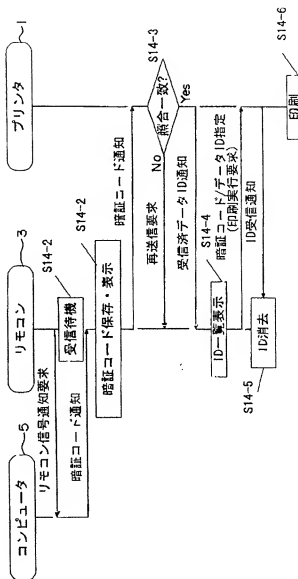 コンピュータ
5
リモコン
3
プリンタ
1
リモコン信号通知要求
受信待機
S14-2
暗証コード通知
暗証コード保存・表示
S14-2
暗証コード通知
照合一致?
S14-3
No
Yes
再送信要求
受信済データID通知
ID一覧表示
S14-4
暗証コード/データID指定
(印刷実行要求)
ID受信通知
ID消去
S14-5
印刷
S14-6